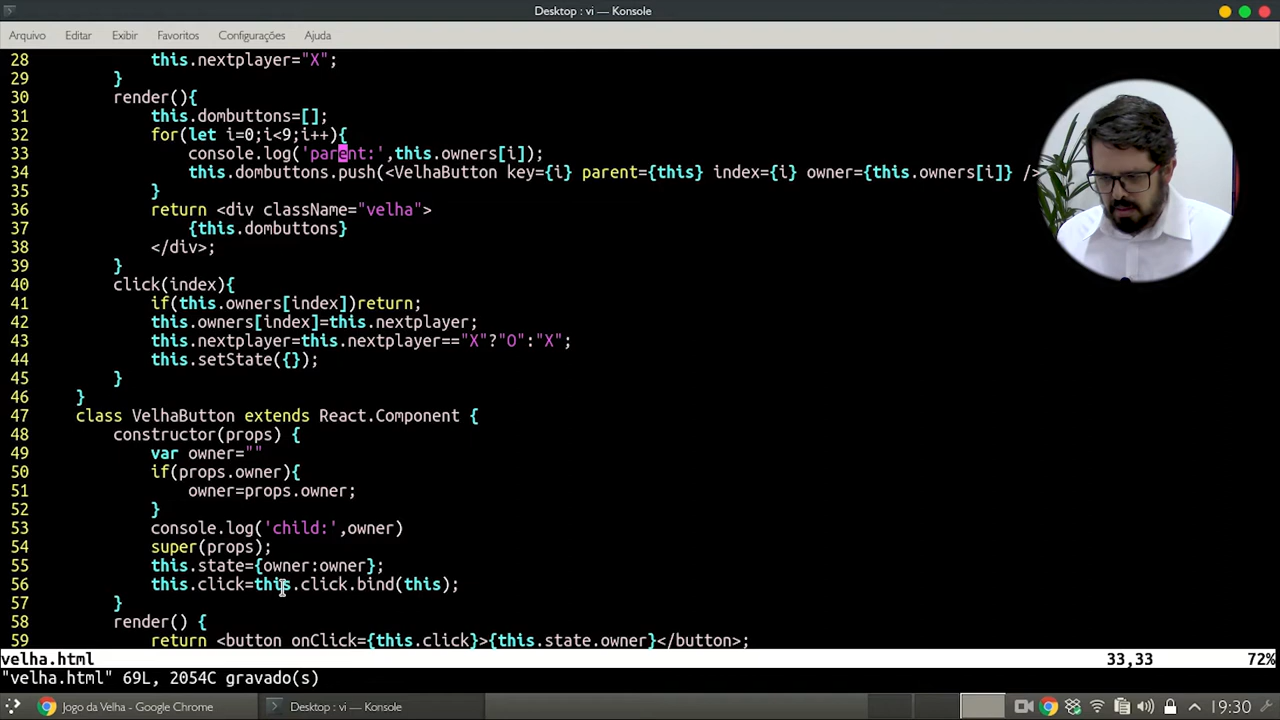 Desktop : vi — Konsole
Arquivo Editar Exibir Favoritos Configurações Ajuda
28 this.nextplayer="X";
29 }
30 render(){
31 this.dombuttons=[];
32 for(let i=0;i<9;i++){
33 console.log('parent:',this.owners[i]);
34 this.dombuttons.push(<VelhaButton key={i} parent={this} index={i} owner={this.owners[i]} />
35 }
36 return <div className="velha">
37 {this.dombuttons}
38 </div>;
39 }
40 click(index){
41 if(this.owners[index])return;
42 this.owners[index]=this.nextplayer;
43 this.nextplayer=this.nextplayer=="X"?"O":"X";
44 this.setState({});
45 }
46 }
47 class VelhaButton extends React.Component {
48 constructor(props) {
49 var owner=""
50 if(props.owner){
51 owner=props.owner;
52 }
53 console.log('child:',owner)
54 super(props);
55 this.state={owner:owner};
56 this.click=this.click.bind(this);
57 }
58 render() {
59 return <button onClick={this.click}>{this.state.owner}</button>;
velha.html 33,33 72%
"velha.html" 69L, 2054C gravado(s)
Jogo da Velha - Google Chrome Desktop : vi — Konsole 19:30